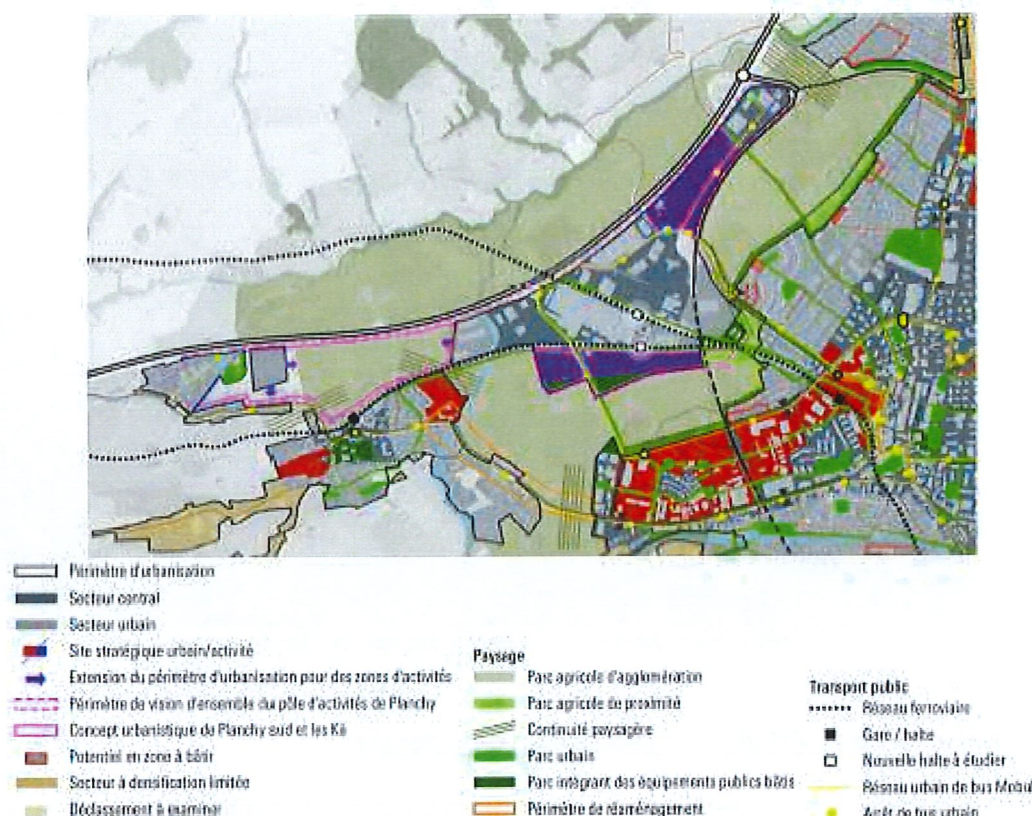 Périmètre d'urbanisation
Secteur central
Secteur urbain
Site stratégique urbain/activité
Extension du périmètre d'urbanisation pour des zones d'activités
Périmètre de vision d'ensemble du pôle d'activités de Planchy
Concept urbanistique de Planchy sud et les Kâ
Potentiel en zone à bâtir
Secteur à densification limitée
Déclassement à examiner
Paysage
Parc agricole d'agglomération
Parc agricole de proximité
Continuité paysagère
Parc urbain
Parc intégrant des équipements publics bâtis
Périmètre de réaménagement
Transport public
Réseau ferroviaire
Gare / halte
Nouvelle halte à étudier
Réseau urbain de bus Mobul
Arrêt de bus urbain